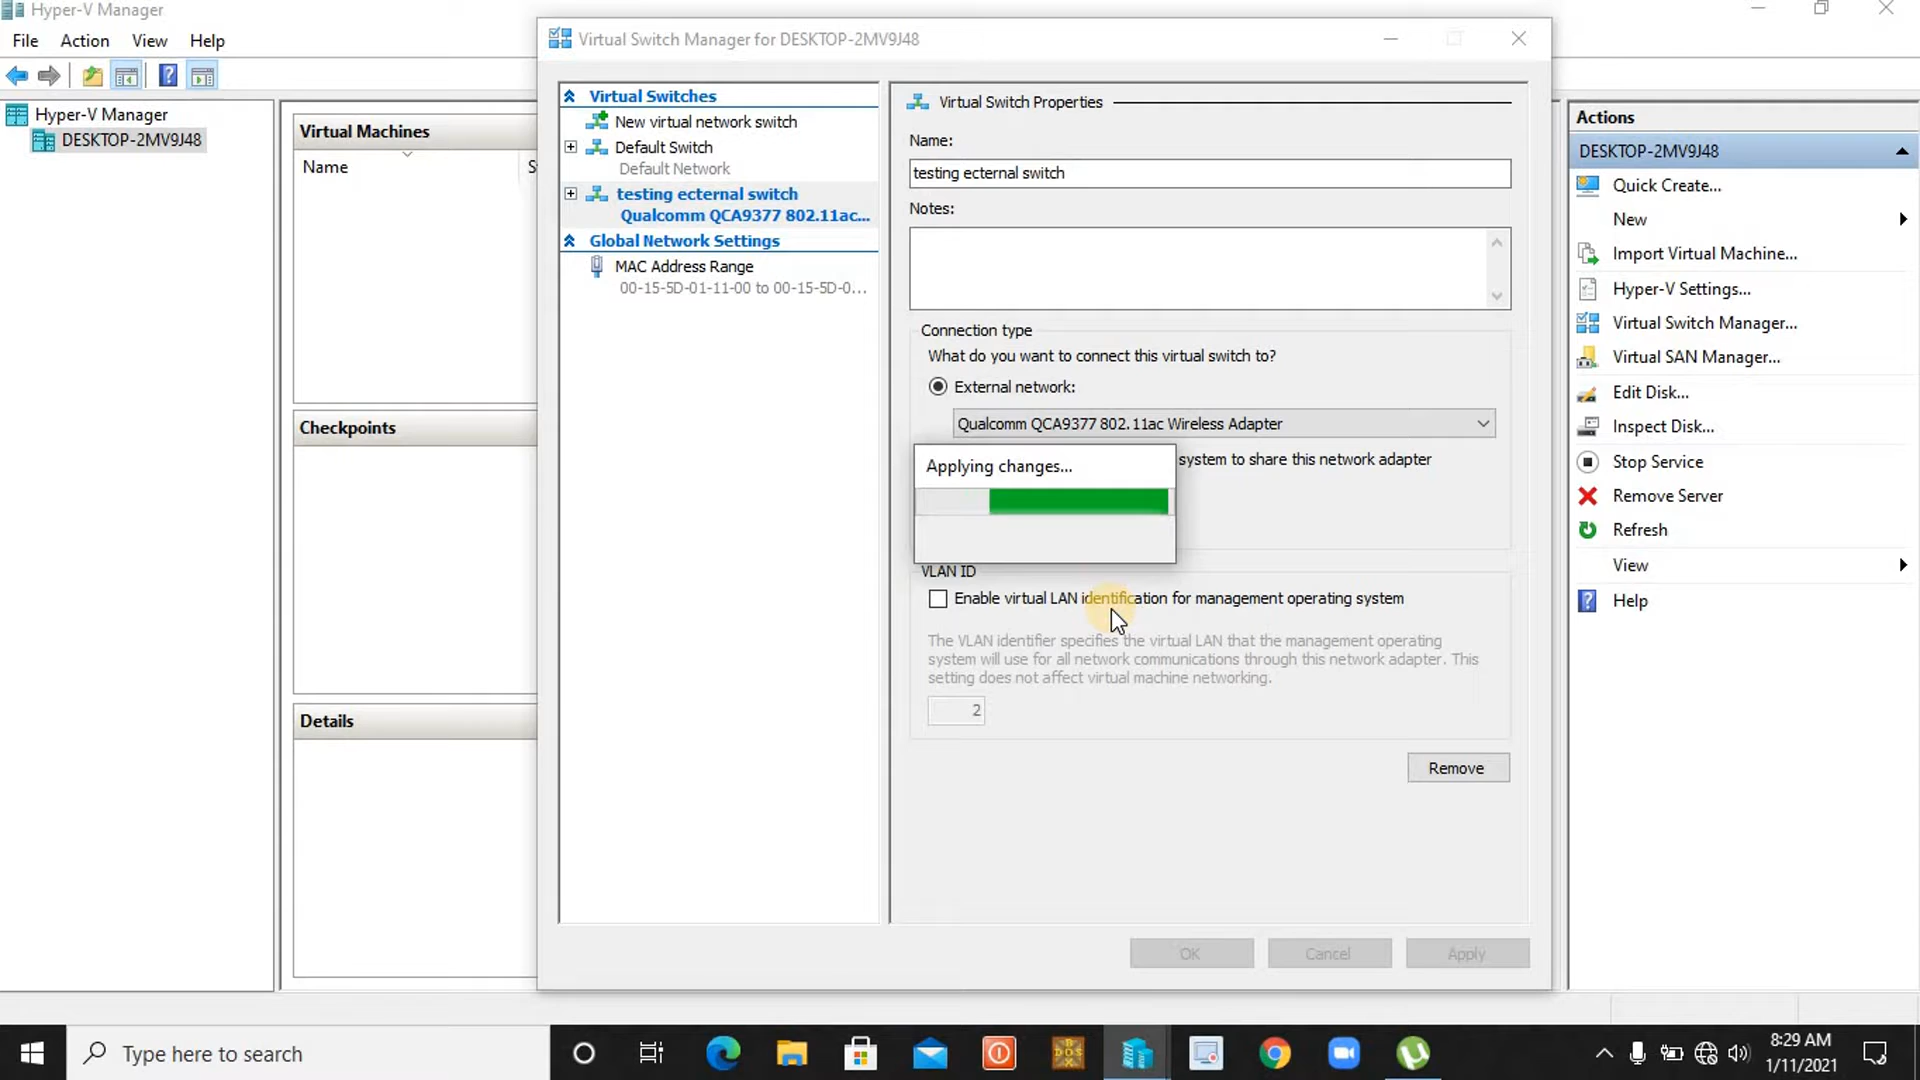 Hyper-V Manager
File Action View Help
Hyper-V Manager
DESKTOP-2MV9J48
Virtual Machines
Name
S
Checkpoints
Details
Virtual Switch Manager for DESKTOP-2MV9J48
Virtual Switches
New virtual network switch
Default Switch
Default Network
testing ecternal switch
Qualcomm QCA9377 802.11ac...
Global Network Settings
MAC Address Range
00-15-5D-01-11-00 to 00-15-5D-0...
Virtual Switch Properties
Name:
testing ecternal switch
Notes:
Connection type
What do you want to connect this virtual switch to?
External network:
Qualcomm QCA9377 802.11ac Wireless Adapter
system to share this network adapter
Applying changes...
VLAN ID
Enable virtual LAN identification for management operating system
The VLAN identifier specifies the virtual LAN that the management operating
system will use for all network communications through this network adapter. This
setting does not affect virtual machine networking.
2
Remove
OK Cancel Apply
Actions
DESKTOP-2MV9J48
Quick Create...
New
Import Virtual Machine...
Hyper-V Settings...
Virtual Switch Manager...
Virtual SAN Manager...
Edit Disk...
Inspect Disk...
Stop Service
Remove Server
Refresh
View
Help
Type here to search
8:29 AM
1/11/2021